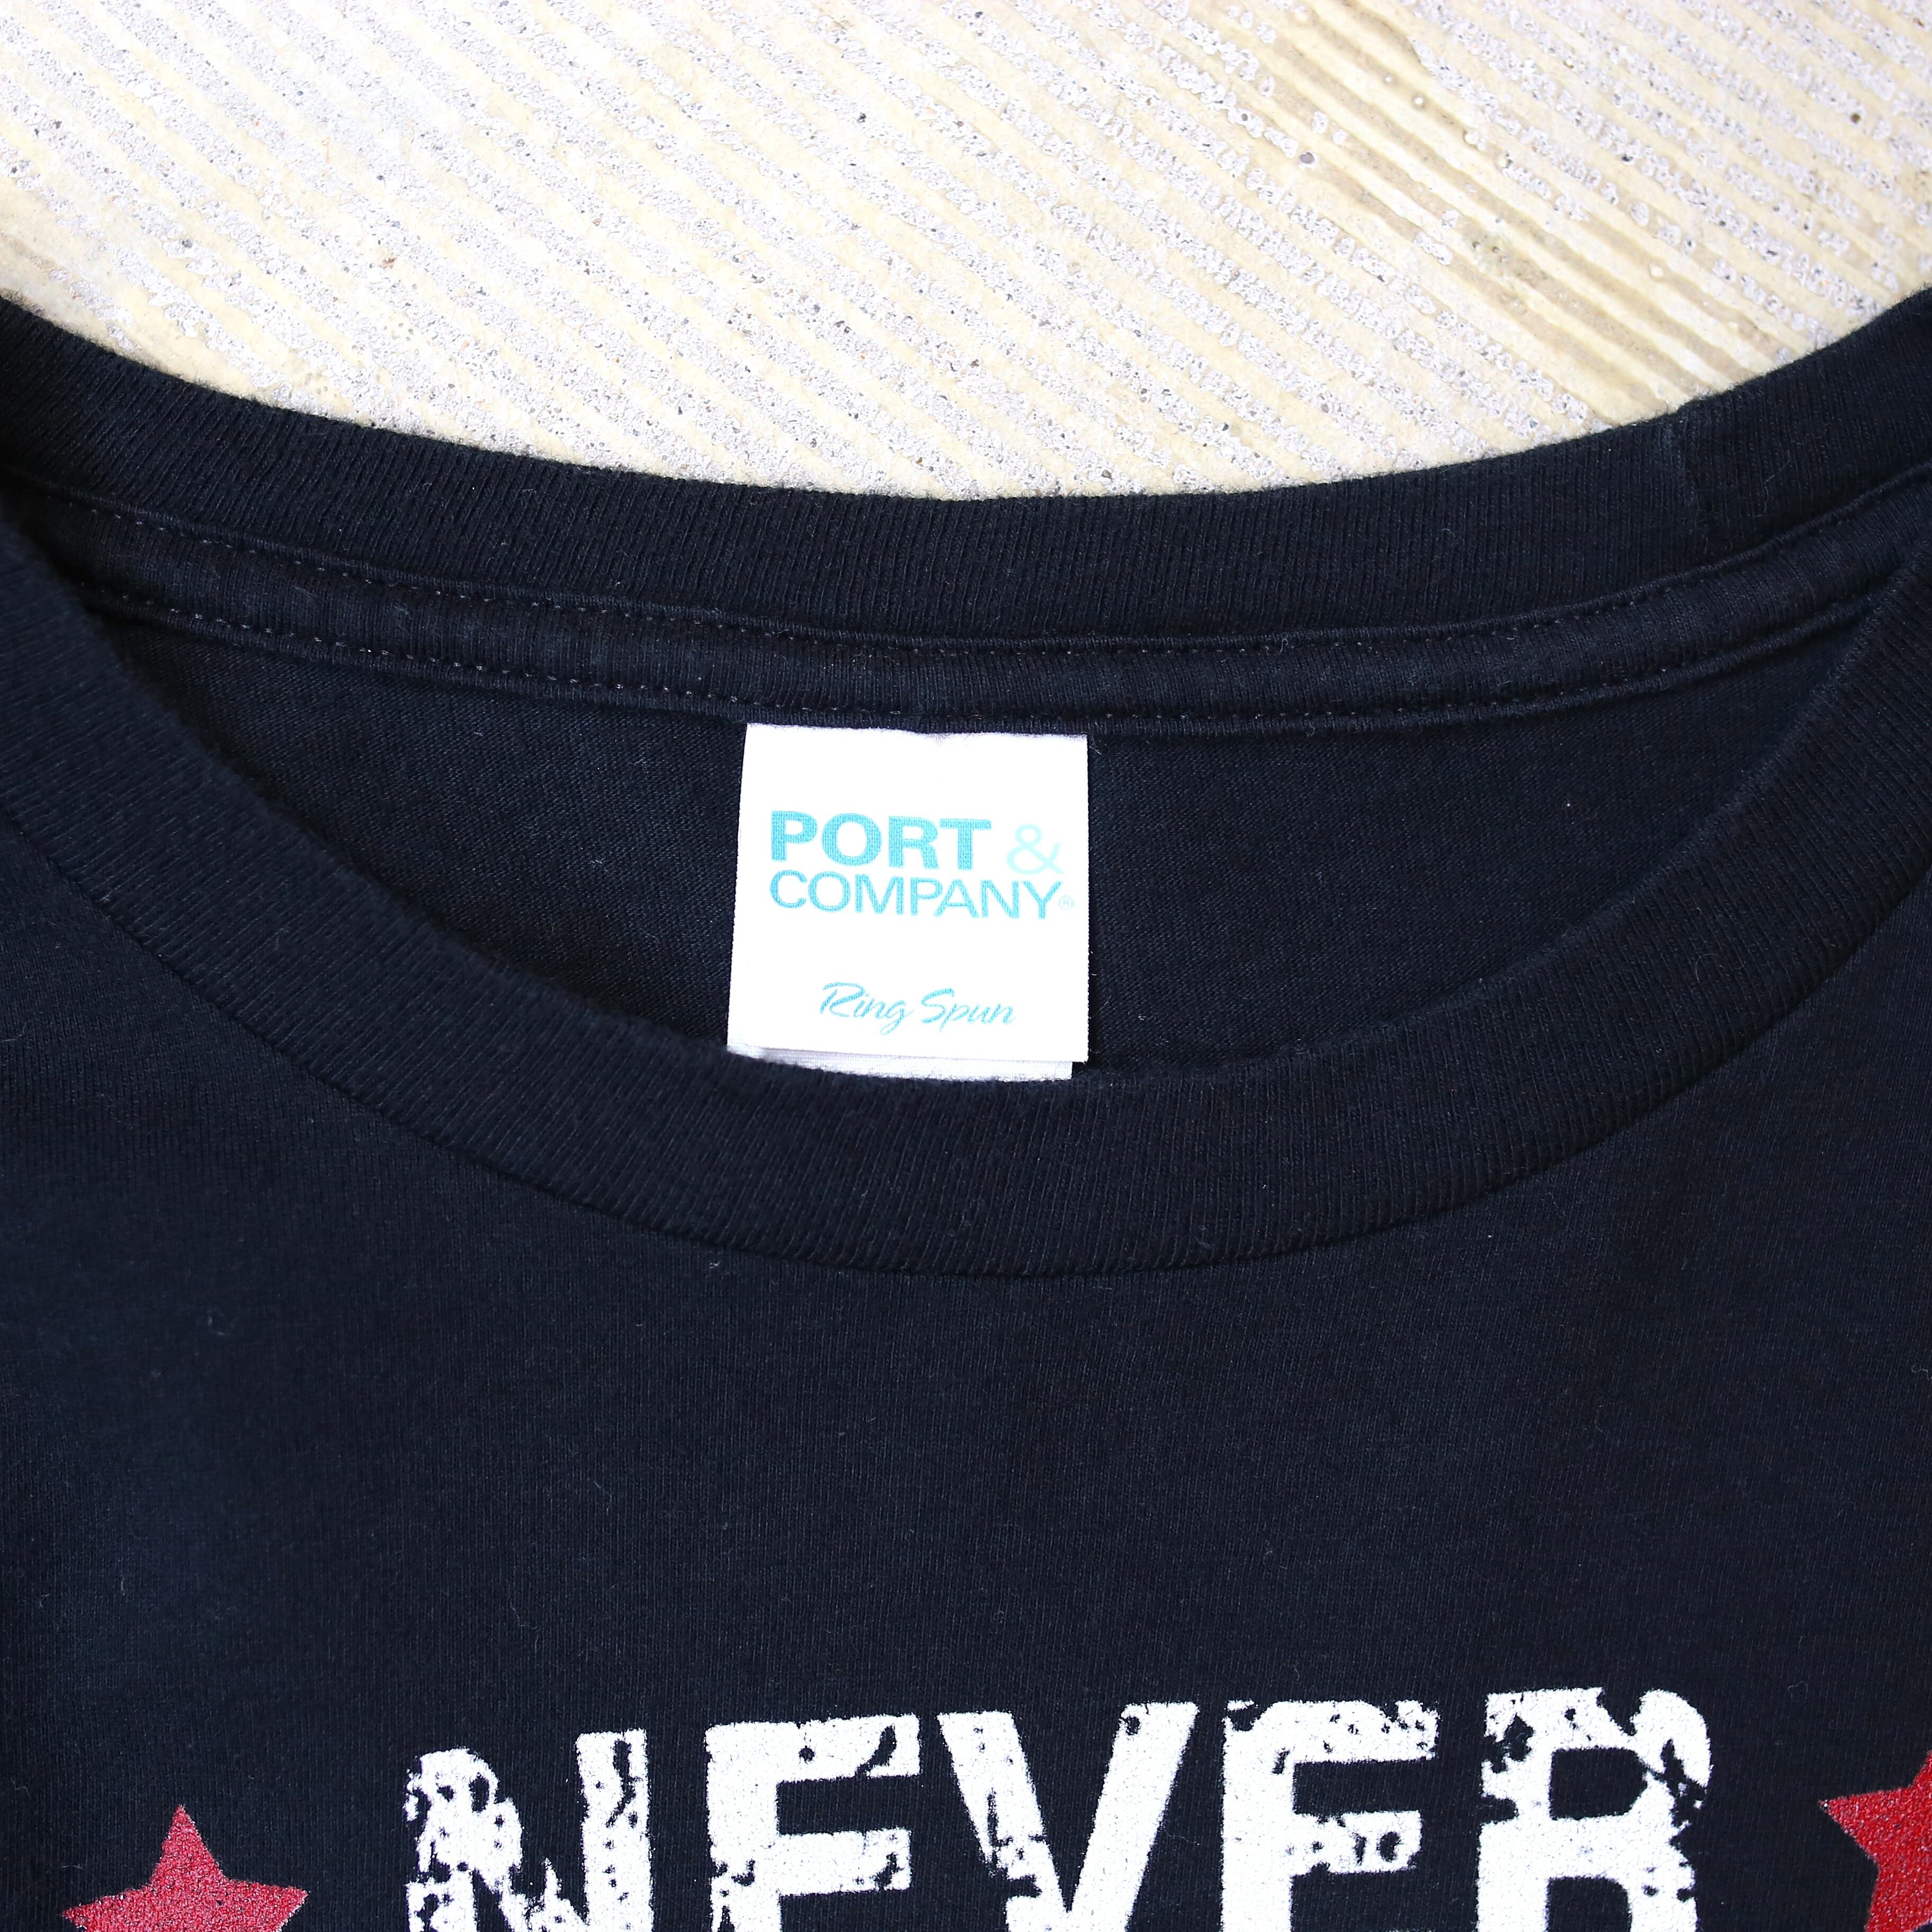 PORT &
COMPANY®
Ring Spun
NEVER